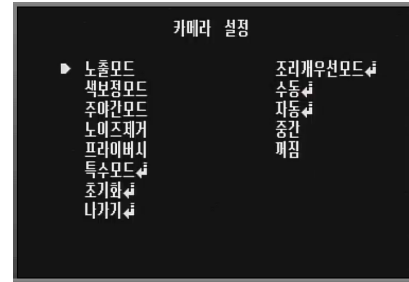 카메라 설정
▶ 노출모드 조리개우선모드↲
색보정모드 수동↲
주야간모드 자동↲
노이즈제거 중간
프라이버시 꺼짐
특수모드↲
초기화↲
나가기↲